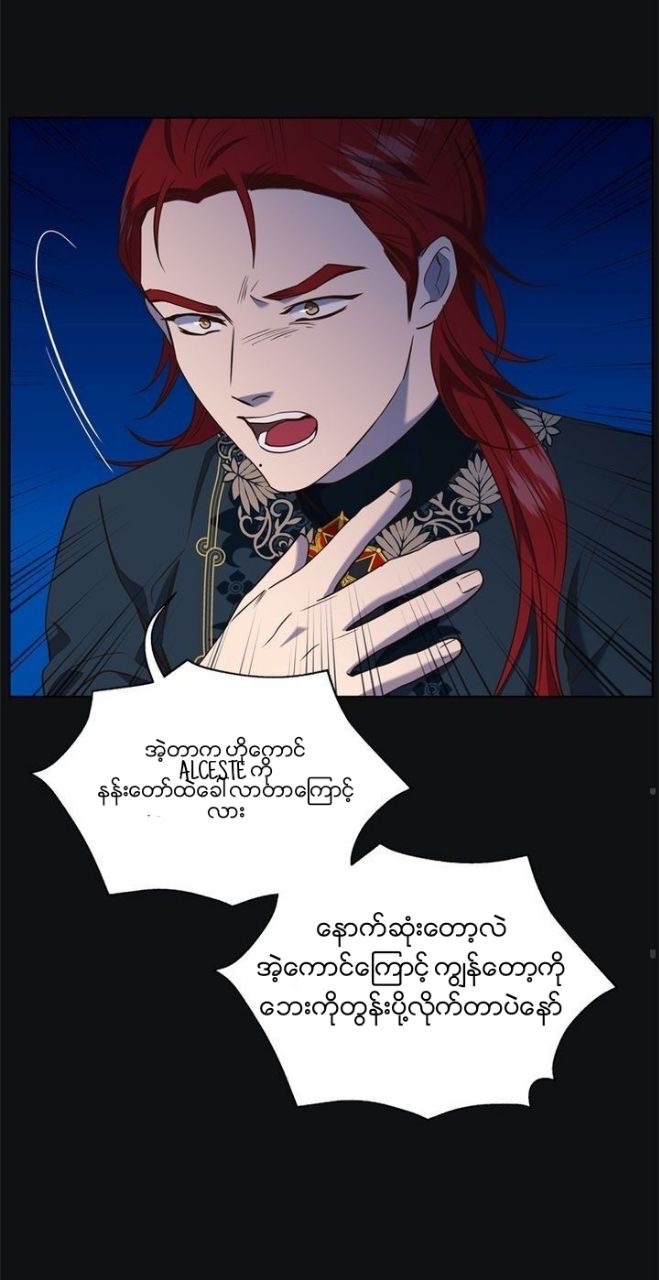 အဲ့တာက ဟိုကောင်
ALCESTE ကို
နန်းတော်ထဲခေါ်လာတာကြောင့်
လား
နောက်ဆုံးတော့လဲ
အဲ့ကောင်ကြောင့် ကျွန်တော့ကို
ဘေးကိုတွန်းပို့လိုက်တာပဲနော်